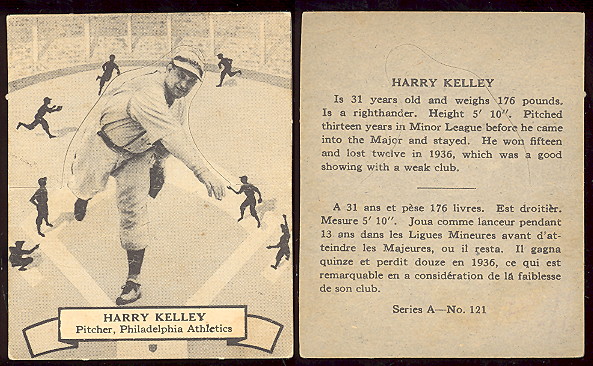 HARRY KELLEY
Pitcher, Philadelphia Athletics
HARRY KELLEY
Is 31 years old and weighs 176 pounds.
Is a righthander. Height 5' 10". Pitched
thirteen years in Minor League before he came
into the Major and stayed. He won fifteen
and lost twelve in 1936, which was a good
showing with a weak club.
A 31 ans et pèse 176 livres. Est droitièr.
Mesure 5' 10". Joua comme lanceur pendant
13 ans dans les Ligues Mineures avant d'at-
teindre les Majeures, ou il resta. Il gagna
quinze et perdit douze en 1936, ce qui est
remarquable en a considération de là faiblesse
de son club.
Series A—No. 121